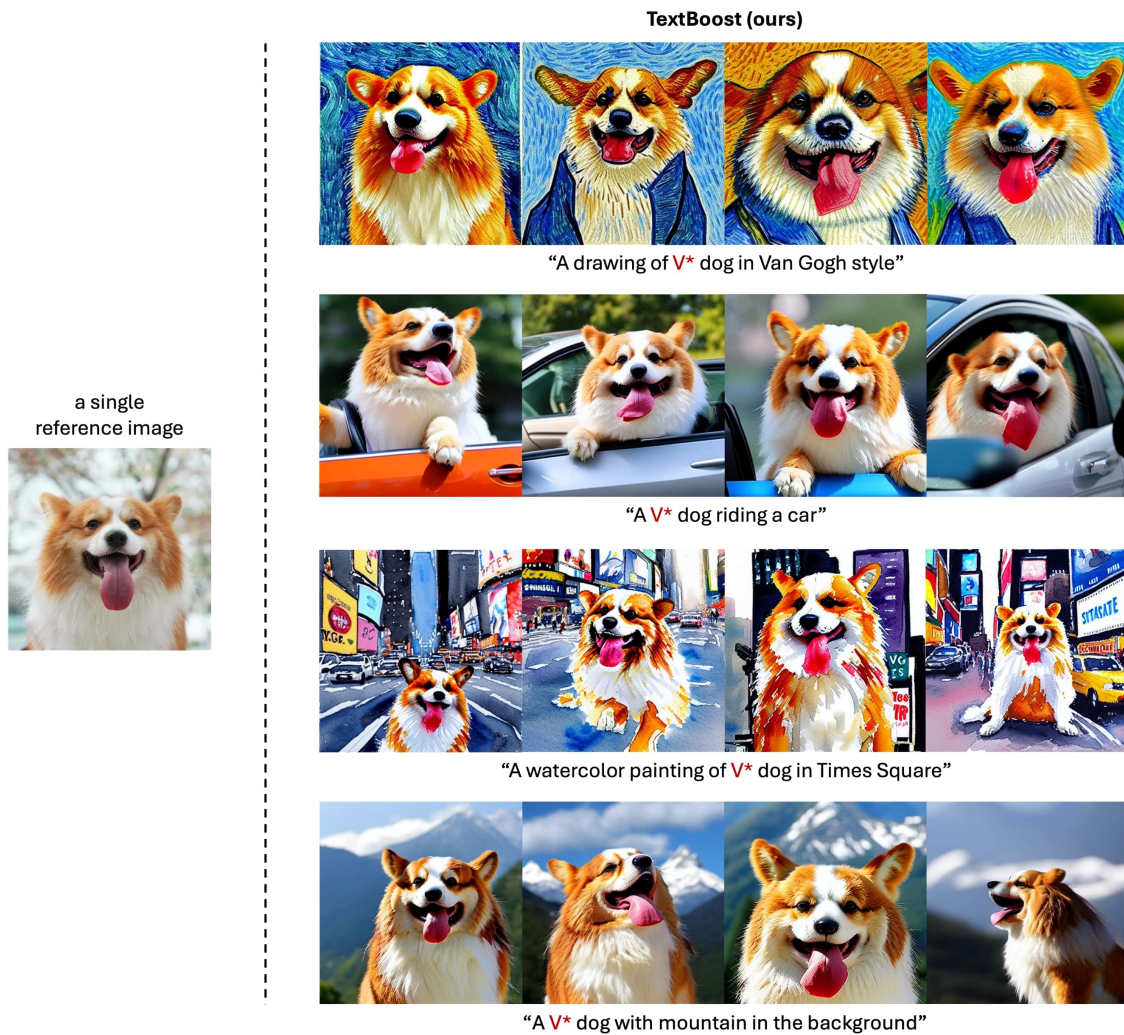 TextBoost (ours)
“A drawing of V* dog in Van Gogh style”
a single
reference image
“A V* dog riding a car”
“A watercolor painting of V* dog in Times Square”
“A V* dog with mountain in the background”